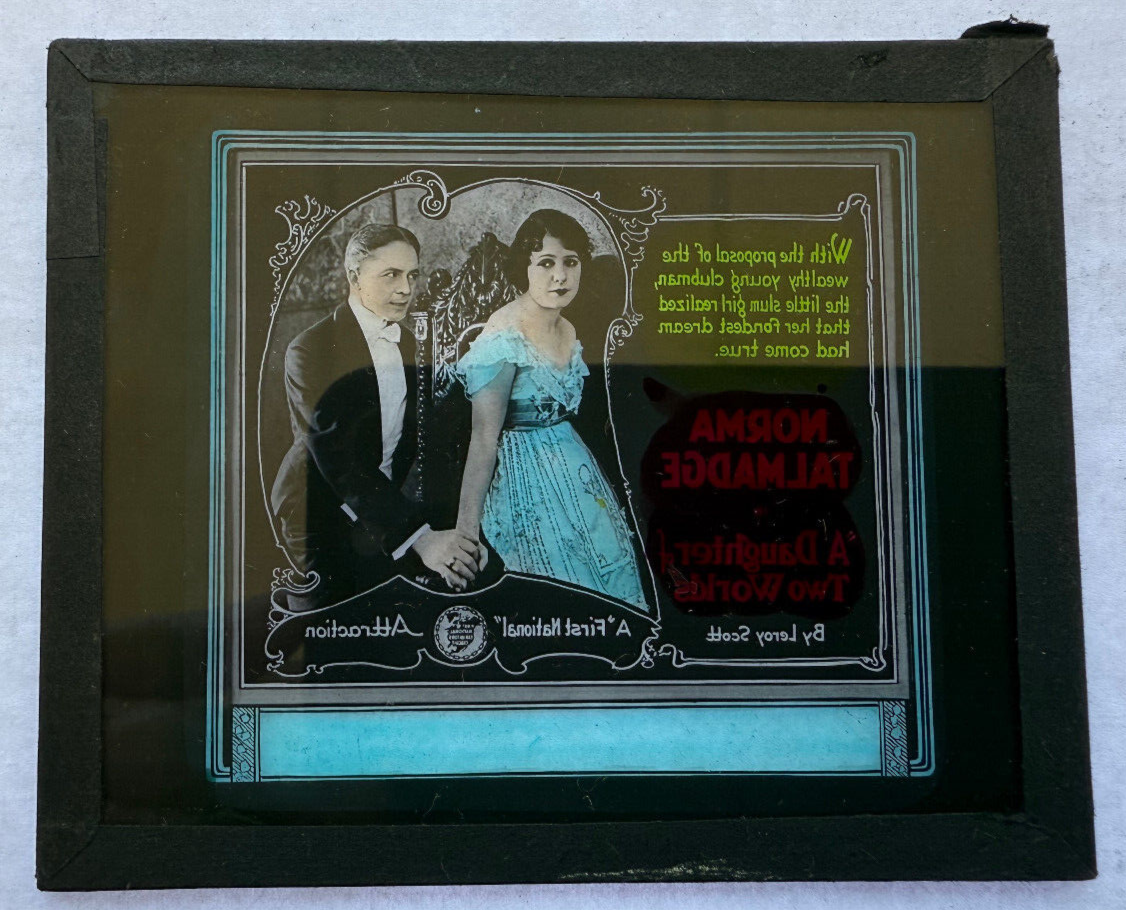 With the proposal of the
wealthy young clubman,
the little slum girl realized
that her fondest dream
had come true.
NORMA
TALMADGE
"A Daughter of
Two Worlds
By Leroy Scott
A "First National"
Attraction